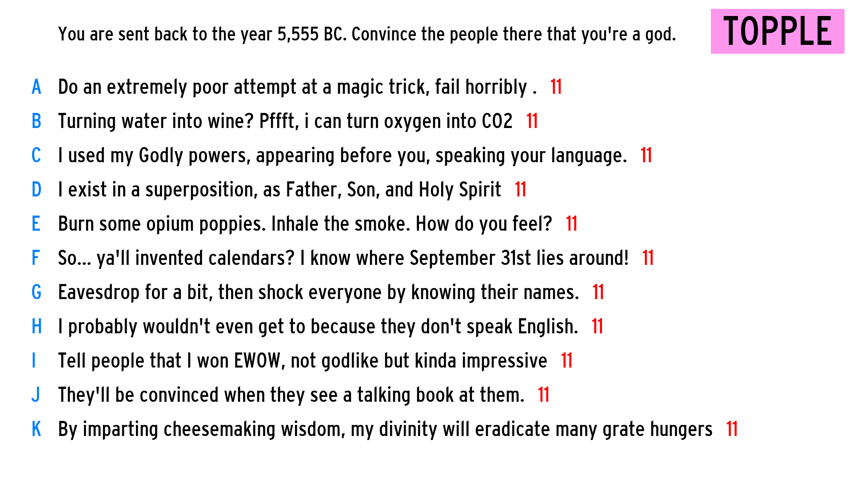 You are sent back to the year 5,555 BC. Convince the people there that you're a god.
TOPPLE
A Do an extremely poor attempt at a magic trick, fail horribly . 11
B Turning water into wine? Pffft, i can turn oxygen into CO2 11
C I used my Godly powers, appearing before you, speaking your language. 11
D I exist in a superposition, as Father, Son, and Holy Spirit 11
E Burn some opium poppies. Inhale the smoke. How do you feel? 11
F So... ya'll invented calendars? I know where September 31st lies around! 11
G Eavesdrop for a bit, then shock everyone by knowing their names. 11
H I probably wouldn't even get to because they don't speak English. 11
I Tell people that I won EWOW, not godlike but kinda impressive 11
J They'll be convinced when they see a talking book at them. 11
K By imparting cheesemaking wisdom, my divinity will eradicate many grate hungers 11